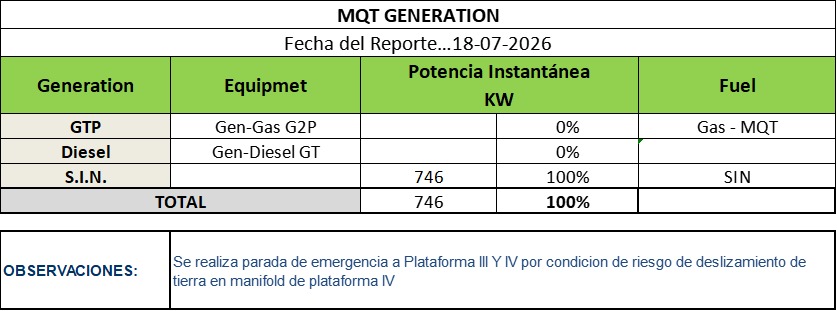 MQT GENERATION
Fecha del Reporte...18-07-2026
Generation Equipmet Potencia Instantánea KW Fuel
GTP Gen-Gas G2P 0% Gas - MQT
Diesel Gen-Diesel GT 0%
S.I.N. 746 100% SIN
TOTAL 746 100%
OBSERVACIONES: Se realiza parada de emergencia a Plataforma III Y IV por condicion de riesgo de deslizamiento de
tierra en manifold de plataforma IV